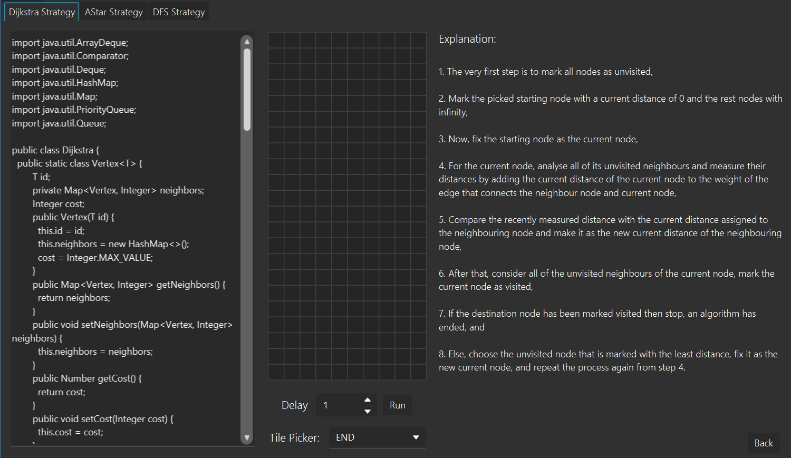 Dijkstra Strategy
AStar Strategy
DFS Strategy
import java.util.ArrayDeque;
import java.util.Comparator;
import java.util.Deque;
import java.util.HashMap;
import java.util.Map;
import java.util.PriorityQueue;
import java.util.Queue;
public class Dijkstra {
public static class Vertex<T> {
T id;
private Map<Vertex, Integer> neighbors;
Integer cost;
public Vertex(T id) {
this.id = id;
this.neighbors = new HashMap<>();
cost = Integer.MAX_VALUE;
}
public Map<Vertex, Integer> getNeighbors() {
return neighbors;
}
public void setNeighbors(Map<Vertex, Integer>
neighbors) {
this.neighbors = neighbors;
}
public Number getCost() {
return cost;
}
public void setCost(Integer cost) {
this.cost = cost;
}
Delay 1 Run
Tile Picker: END
Explanation:
1. The very first step is to mark all nodes as unvisited,
2. Mark the picked starting node with a current distance of 0 and the rest nodes with
infinity,
3. Now, fix the starting node as the current node,
4. For the current node, analyse all of its unvisited neighbours and measure their
distances by adding the current distance of the current node to the weight of the
edge that connects the neighbour node and current node,
5. Compare the recently measured distance with the current distance assigned to
the neighbouring node and make it as the new current distance of the neighbouring
node,
6. After that, consider all of the unvisited neighbours of the current node, mark the
current node as visited,
7. If the destination node has been marked visited then stop, an algorithm has
ended, and
8. Else, choose the unvisited node that is marked with the least distance, fix it as the
new current node, and repeat the process again from step 4.
Back